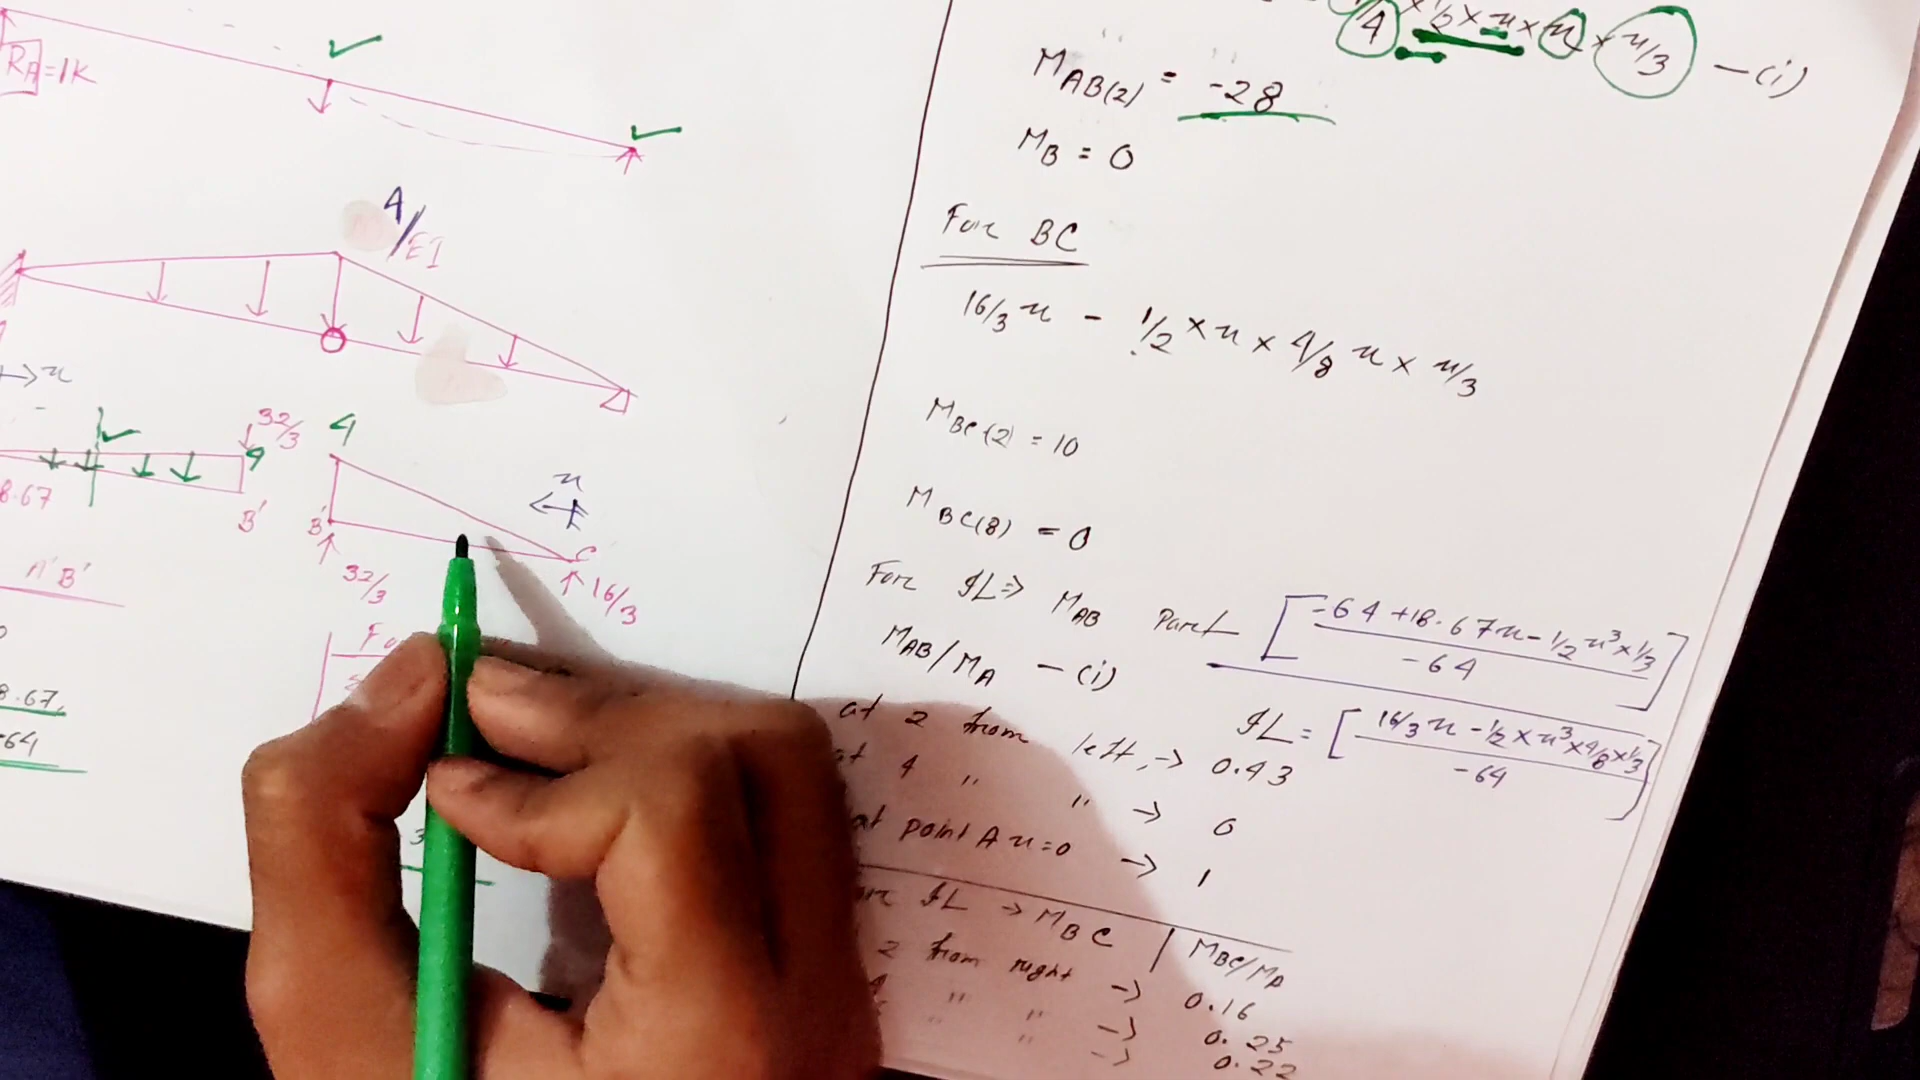 RA = 1K
4/EI
x
32/3
4
8.67
B'
4
x
B'
C
32/3
16/3
A'B'
8.67,
-64
4 × 1/2 × x × x × x/3 — (i)
MAB(2) = -28
MB = 0
For BC
16/3 x - 1/2 × x × 4/8 x × x/3
MBC(2) = 10
MBC(8) = 0
For IL ⇒ MAB Part [-64 + 18.67x - 1/2 x³ × 1/3 / -64]
MAB/MA — (i)
IL = [16/3 x - 1/2 × x³ × 4/8 × 1/3 / -64]
at 2 from left, → 0.43
at 4 " " → 0
at point A x=0 → 1
For IL → MBC | MBC/MA
2 from right → 0.16
" " → 0.25
" " → 0.22